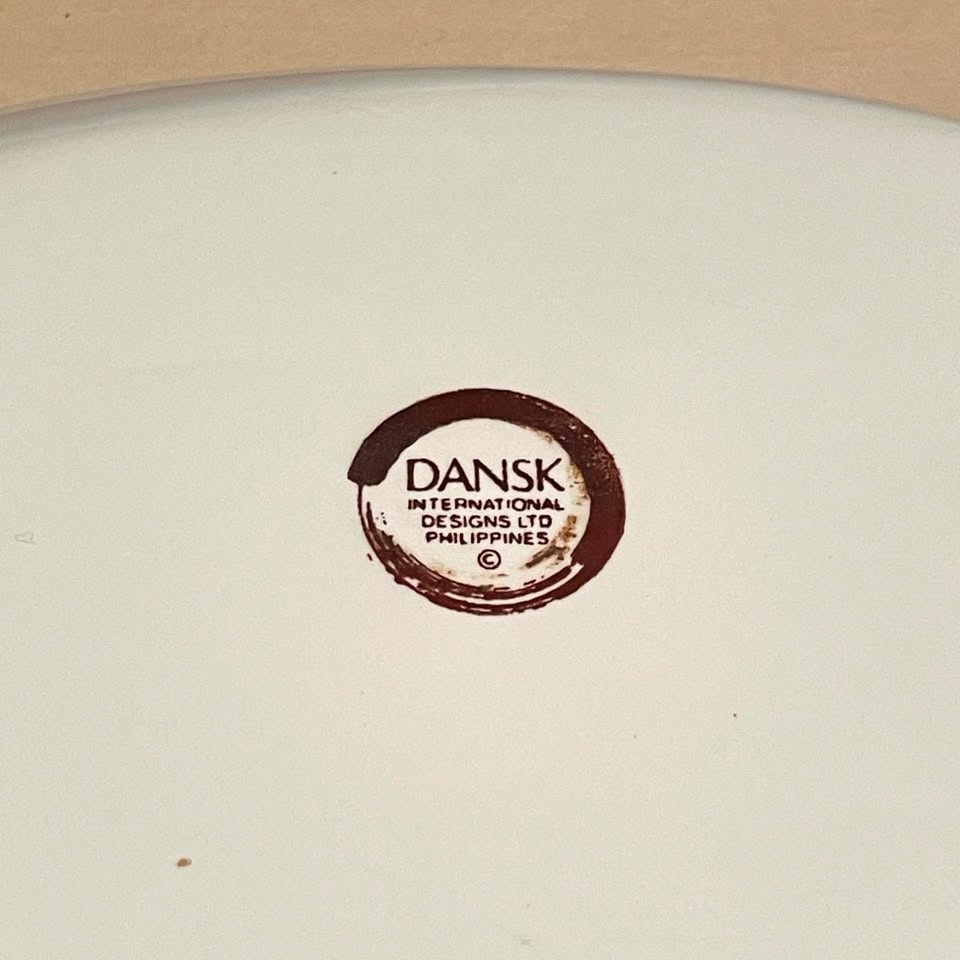 DANSK
INTERNATIONAL
DESIGNS LTD
PHILIPPINES
©